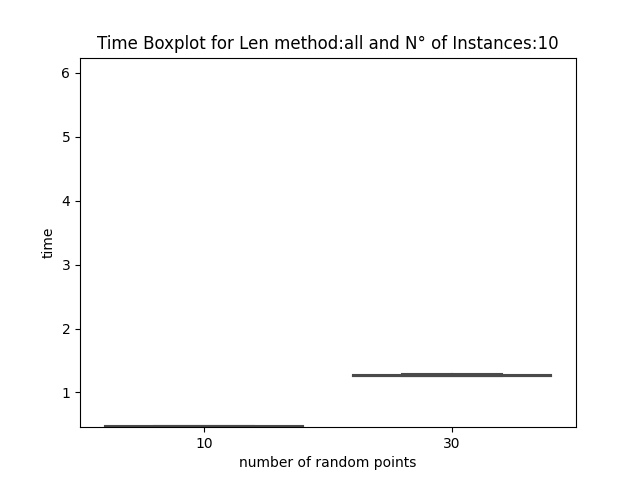 Time Boxplot for Len method:all and N° of Instances:10
6
5
4
3
2
1
time
10 30
number of random points